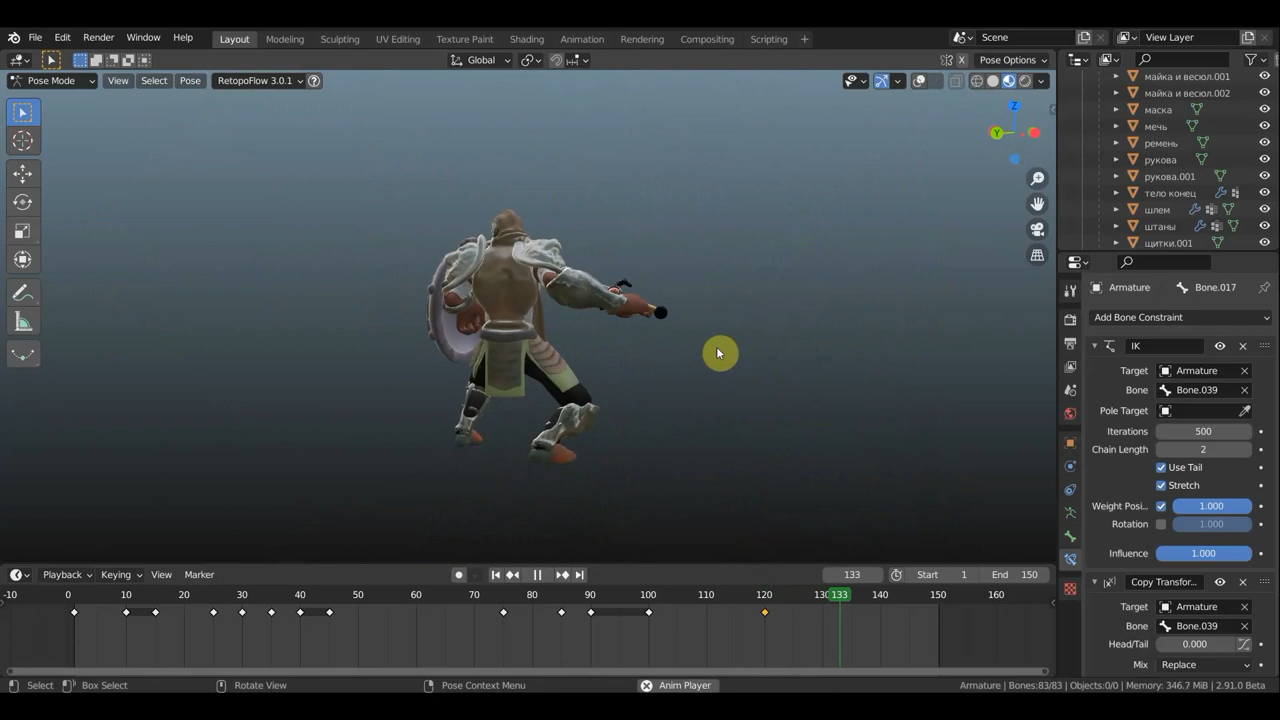 File Edit Render Window Help Layout Modeling Sculpting UV Editing Texture Paint Shading Animation Rendering Compositing Scripting + Scene View Layer
Global Pose Options
Pose Mode View Select Pose RetopoFlow 3.0.1
майка и весюл.001
майка и весюл.002
маска
мечь
ремень
рукова
рукова.001
тело конец
шлем
штаны
щитки.001
Z
Y
Armature Bone.017
Add Bone Constraint
IK
Target Armature
Bone Bone.039
Pole Target
Iterations 500
Chain Length 2
Use Tail
Stretch
Weight Posi... 1.000
Rotation 1.000
Influence 1.000
Copy Transfor...
Target Armature
Bone Bone.039
Head/Tail 0.000
Mix Replace
Playback Keying View Marker 133 Start 1 End 150
-10 0 10 20 30 40 50 60 70 80 90 100 110 120 130 133 140 150 160
Select Box Select Rotate View Pose Context Menu Anim Player Armature | Bones:83/83 | Objects:0/0 | Memory: 346.7 MiB | 2.91.0 Beta